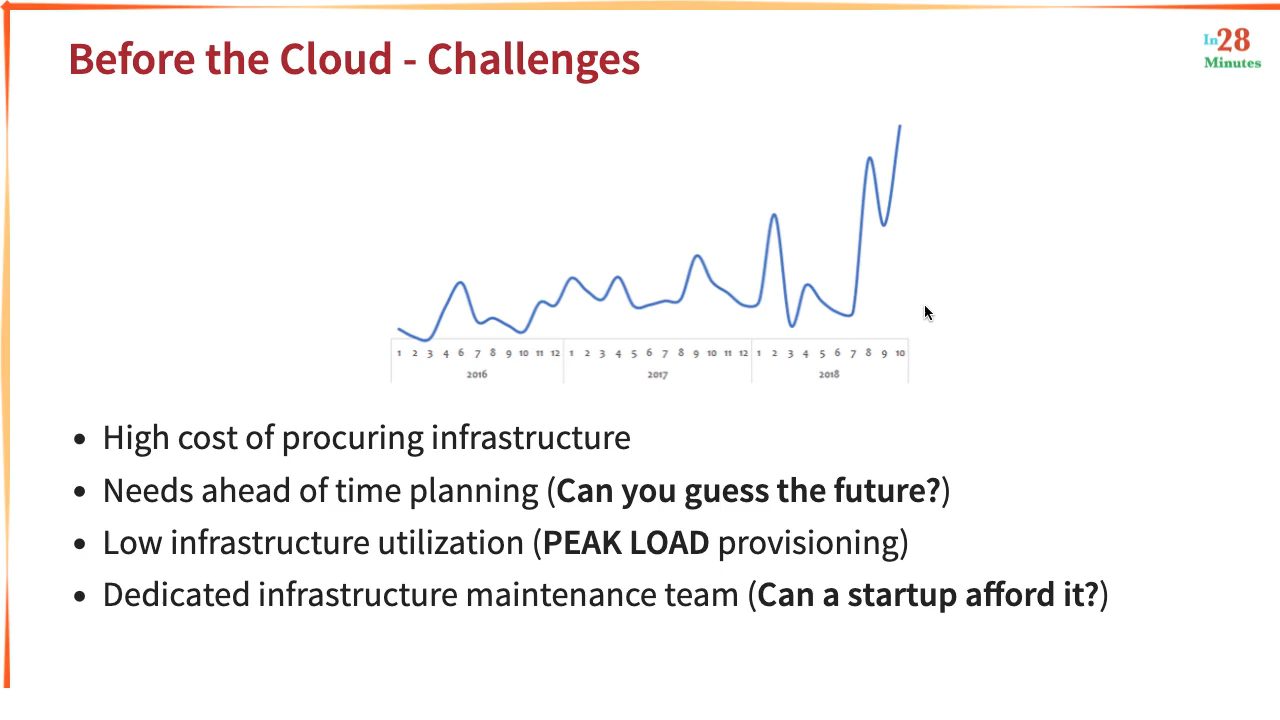 Before the Cloud - Challenges
In28
Minutes
1 2 3 4 6 7 8 9 10 11 12 1 2 3 4 5 6 7 8 9 10 11 12 1 2 3 4 5 6 7 8 9 10
2016 2017 2018
• High cost of procuring infrastructure
• Needs ahead of time planning (Can you guess the future?)
• Low infrastructure utilization (PEAK LOAD provisioning)
• Dedicated infrastructure maintenance team (Can a startup afford it?)